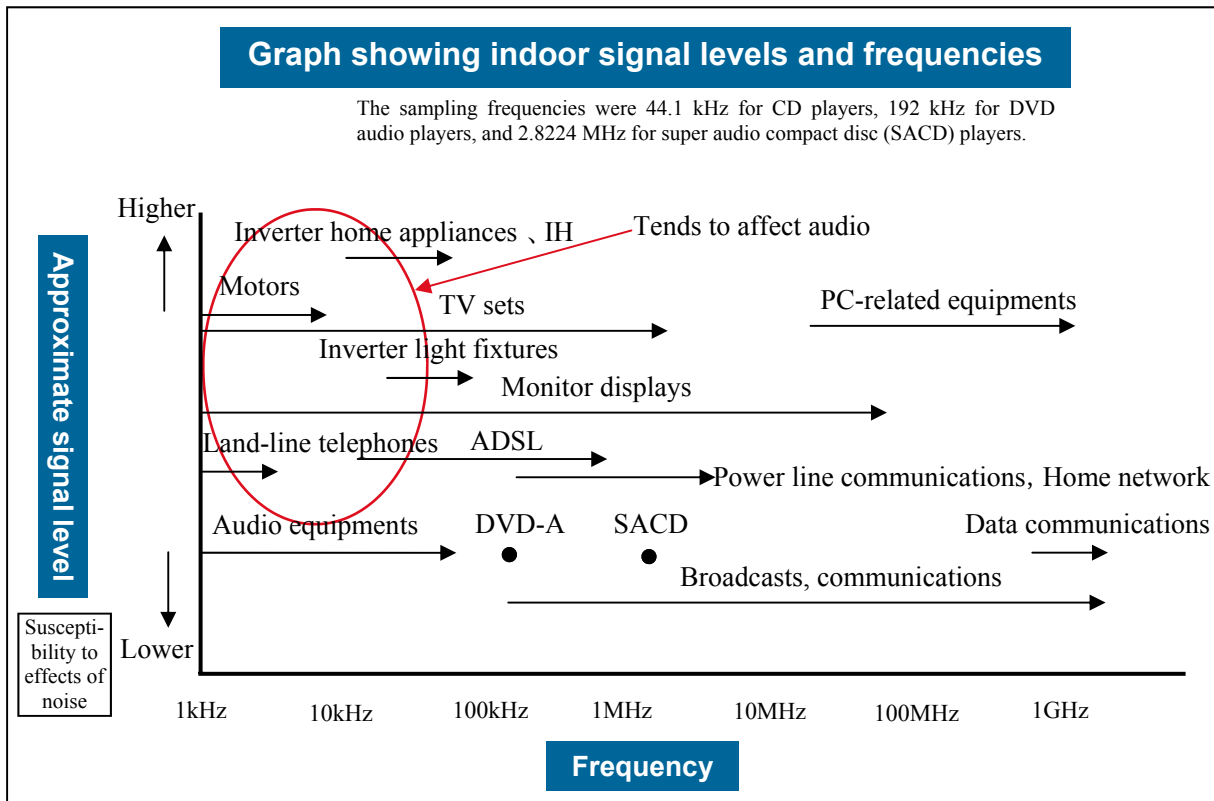 Graph showing indoor signal levels and frequencies
The sampling frequencies were 44.1 kHz for CD players, 192 kHz for DVD
audio players, and 2.8224 MHz for super audio compact disc (SACD) players.
Higher
Approximate signal level
Inverter home appliances 、IH
Tends to affect audio
Motors
TV sets
PC-related equipments
Inverter light fixtures
Monitor displays
Land-line telephones
ADSL
Power line communications, Home network
Audio equipments
DVD-A
SACD
Data communications
Broadcasts, communications
Lower
Suscepti-
bility to
effects of
noise
1kHz
10kHz
100kHz
1MHz
10MHz
100MHz
1GHz
Frequency